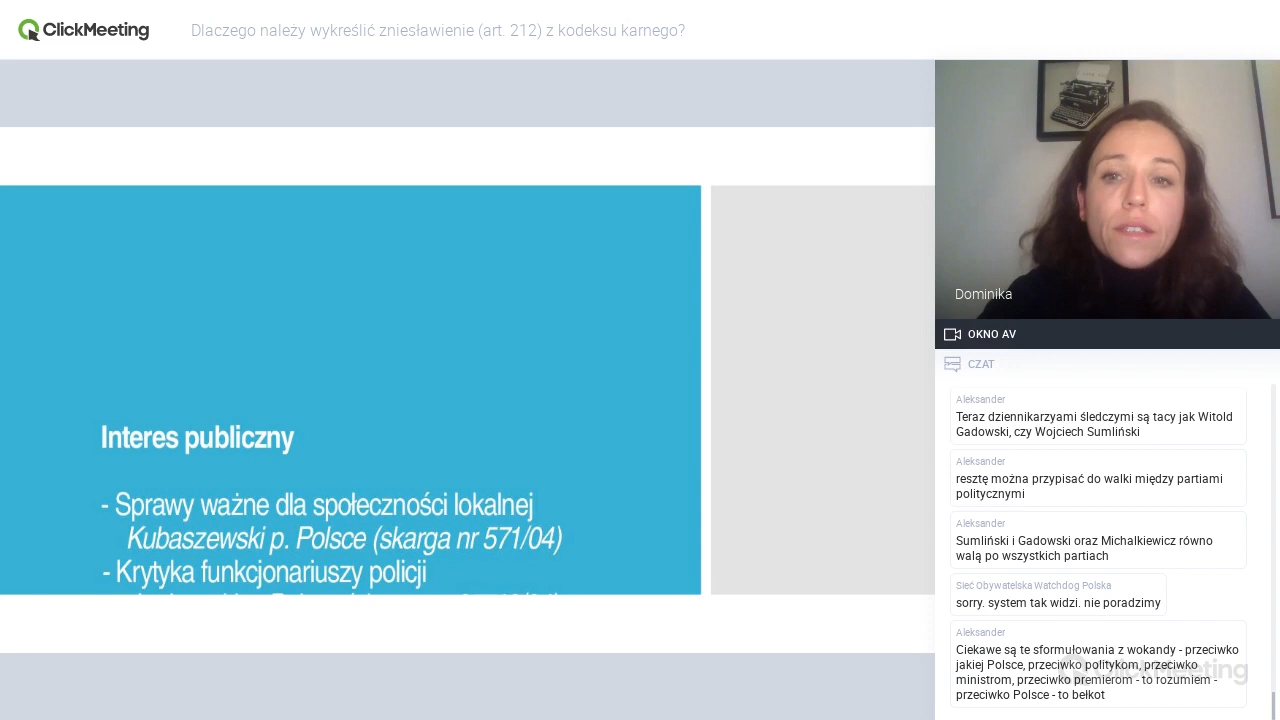 ClickMeeting
Dlaczego należy wykreślić zniesławienie (art. 212) z kodeksu karnego?
Interes publiczny
- Sprawy ważne dla społeczności lokalnej
Kubaszewski p. Polsce (skarga nr 571/04)
- Krytyka funkcjonariuszy policji
Dominika
OKNO AV
CZAT
Aleksander
Teraz dziennikarzyami śledczymi są tacy jak Witold
Gadowski, czy Wojciech Sumliński
Aleksander
resztę można przypisać do walki między partiami
politycznymi
Aleksander
Sumliński i Gadowski oraz Michalkiewicz równo
walą po wszystkich partiach
Sieć Obywatelska Watchdog Polska
sorry. system tak widzi. nie poradzimy
Aleksander
Ciekawe są te sformułowania z wokandy - przeciwko
jakiej Polsce, przeciwko politykom, przeciwko
ministrom, przeciwko premierom - to rozumiem -
przeciwko Polsce - to bełkot
ClickMeeting